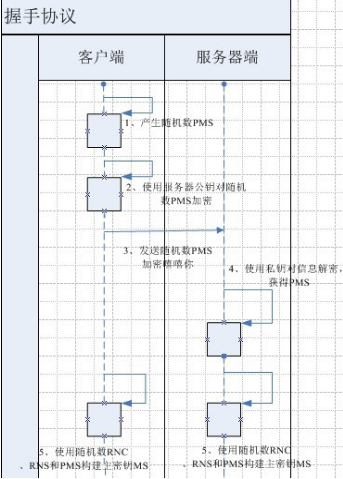 握手协议
客户端
服务器端
1、产生随机数PMS
2、使用服务器公钥对随机
数PMS加密
3、发送随机数PMS
加密嘻嘻你
4、使用私钥对信息解密，
获得PMS
5、使用随机数RNC
、RNS和PMS构建主密钥MS
5、使用随机数RNC
、RNS和PMS构建主密钥MS